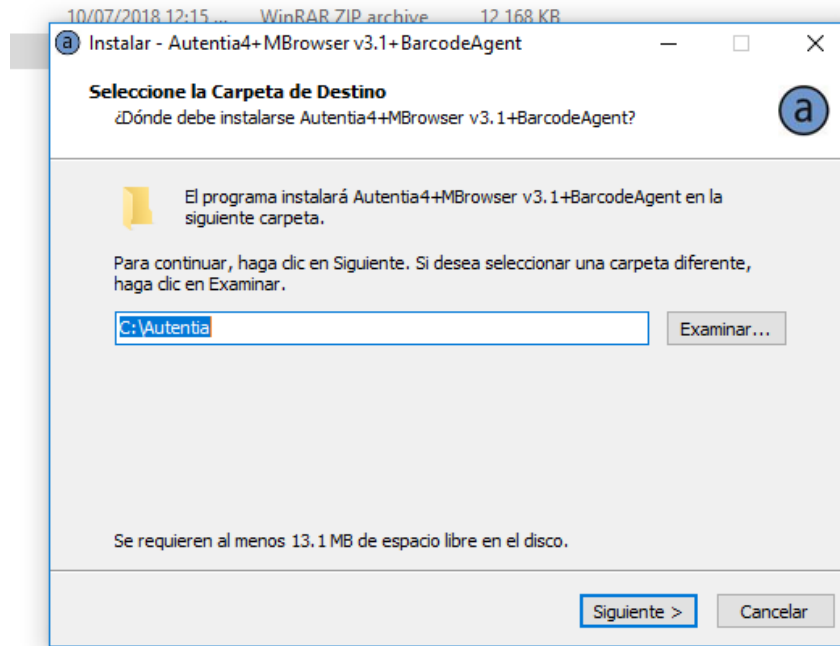 10/07/2018 12:15 ... WinRAR ZIP archive 12.168 KB
a Instalar - Autentia4+MBrowser v3.1+BarcodeAgent
Seleccione la Carpeta de Destino
¿Dónde debe instalarse Autentia4+MBrowser v3.1+BarcodeAgent?
a
El programa instalará Autentia4+MBrowser v3.1+BarcodeAgent en la
siguiente carpeta.
Para continuar, haga clic en Siguiente. Si desea seleccionar una carpeta diferente,
haga clic en Examinar.
C:\Autentia Examinar...
Se requieren al menos 13.1 MB de espacio libre en el disco.
Siguiente > Cancelar